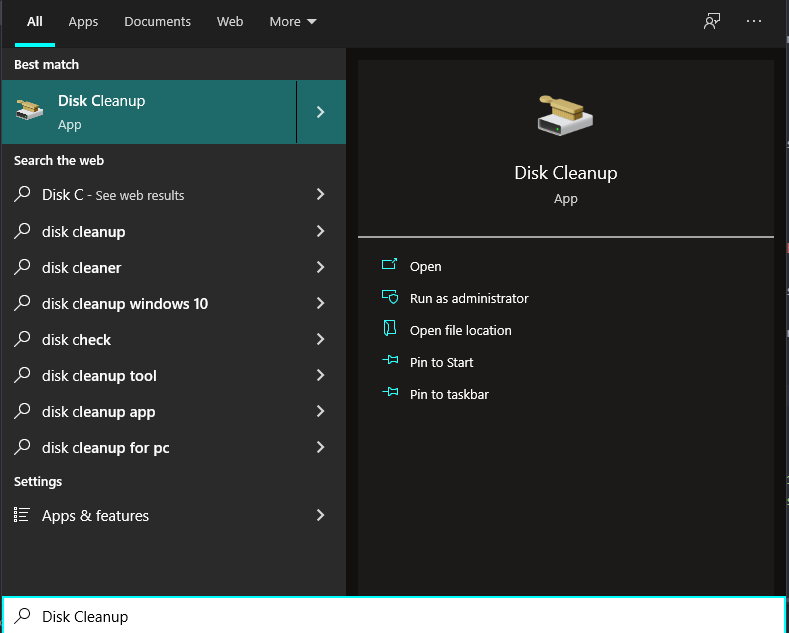 All Apps Documents Web More
Best match
Disk Cleanup
App
Search the web
Disk C - See web results
disk cleanup
disk cleaner
disk cleanup windows 10
disk check
disk cleanup tool
disk cleanup app
disk cleanup for pc
Settings
Apps & features
Disk Cleanup
App
Open
Run as administrator
Open file location
Pin to Start
Pin to taskbar
Disk Cleanup